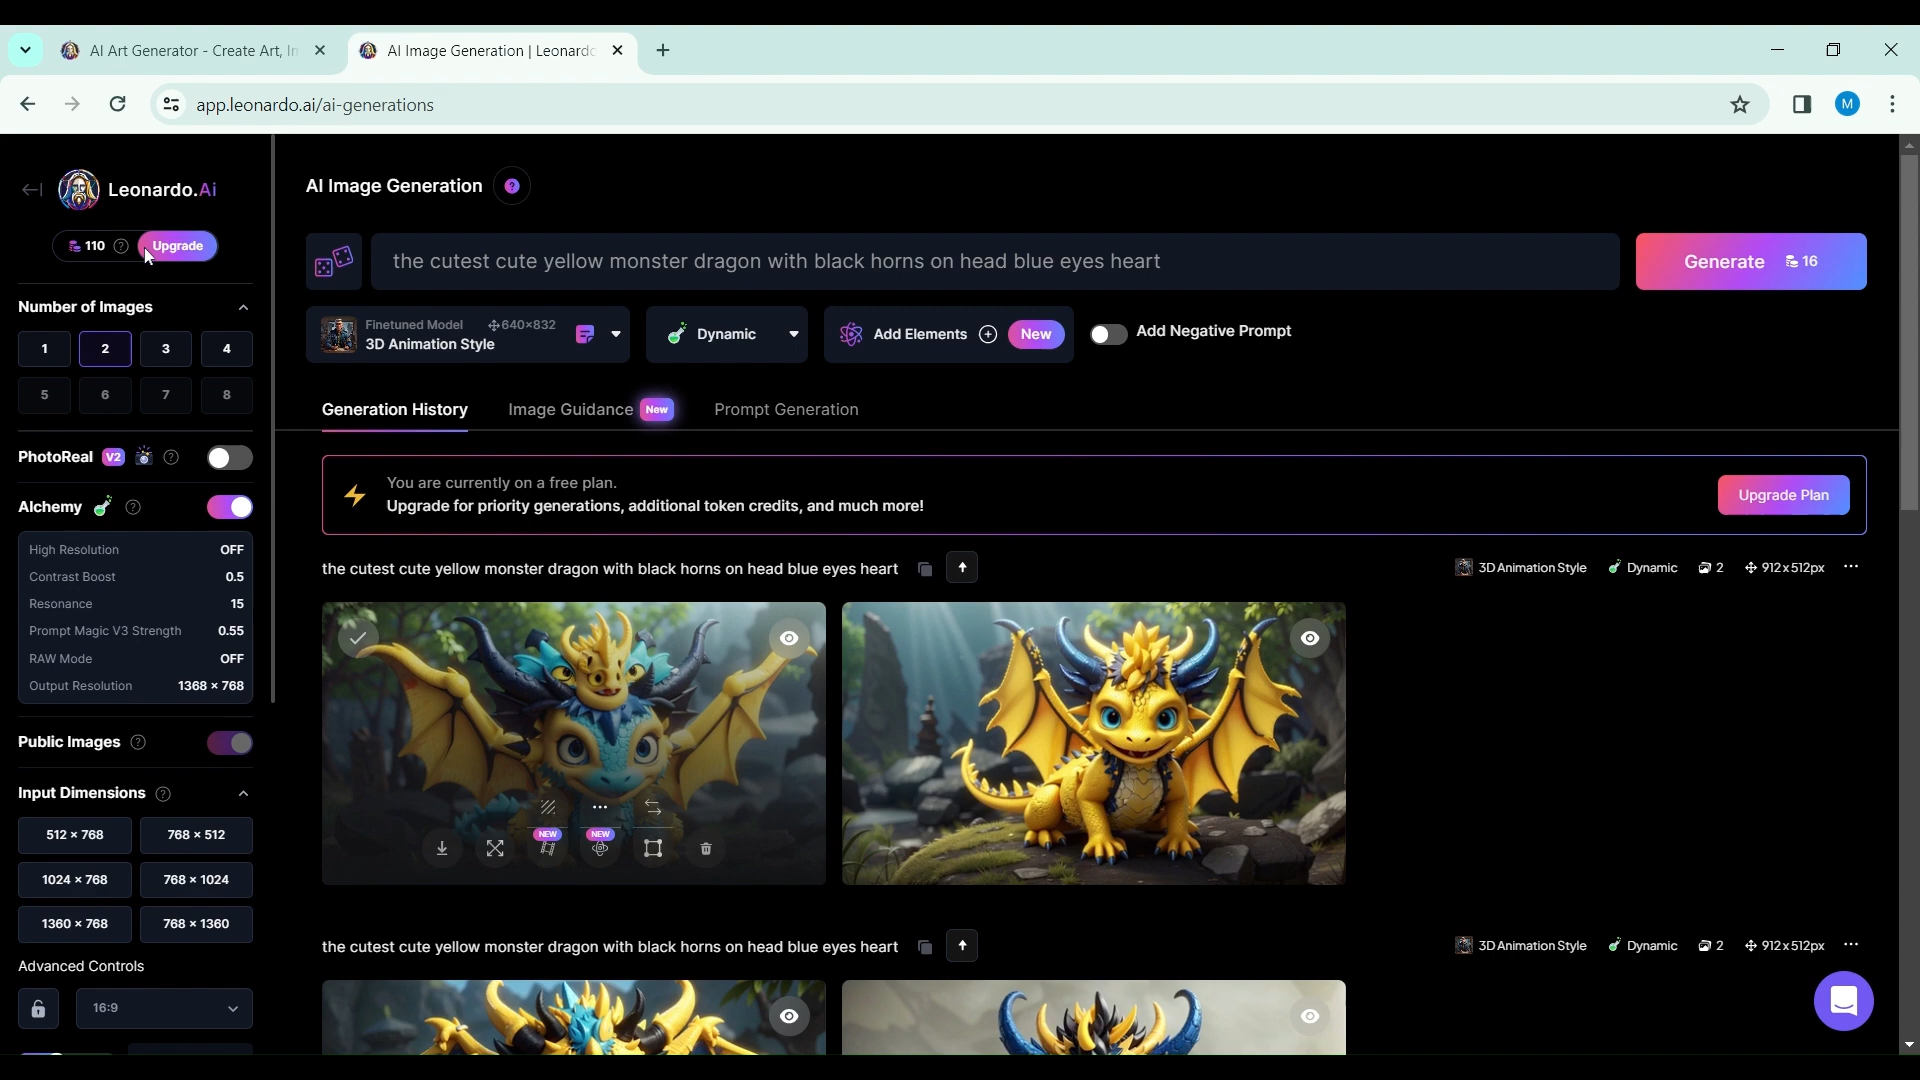 AI Art Generator - Create Art, In
AI Image Generation | Leonardo
app.leonardo.ai/ai-generations
M
Leonardo.Ai
110 ? Upgrade
Number of Images
1 2 3 4
5 6 7 8
PhotoReal V2 ?
Alchemy ?
High Resolution OFF
Contrast Boost 0.5
Resonance 15
Prompt Magic V3 Strength 0.55
RAW Mode OFF
Output Resolution 1368 × 768
Public Images ?
Input Dimensions ?
512 × 768 768 × 512
1024 × 768 768 × 1024
1360 × 768 768 × 1360
Advanced Controls
16:9
AI Image Generation ?
the cutest cute yellow monster dragon with black horns on head blue eyes heart
Generate 16
Finetuned Model 640×832
3D Animation Style
Dynamic
Add Elements New
Add Negative Prompt
Generation History Image Guidance New Prompt Generation
You are currently on a free plan.
Upgrade for priority generations, additional token credits, and much more!
Upgrade Plan
the cutest cute yellow monster dragon with black horns on head blue eyes heart
3D Animation Style Dynamic 2 912 x 512px
NEW NEW
the cutest cute yellow monster dragon with black horns on head blue eyes heart
3D Animation Style Dynamic 2 912 x 512px